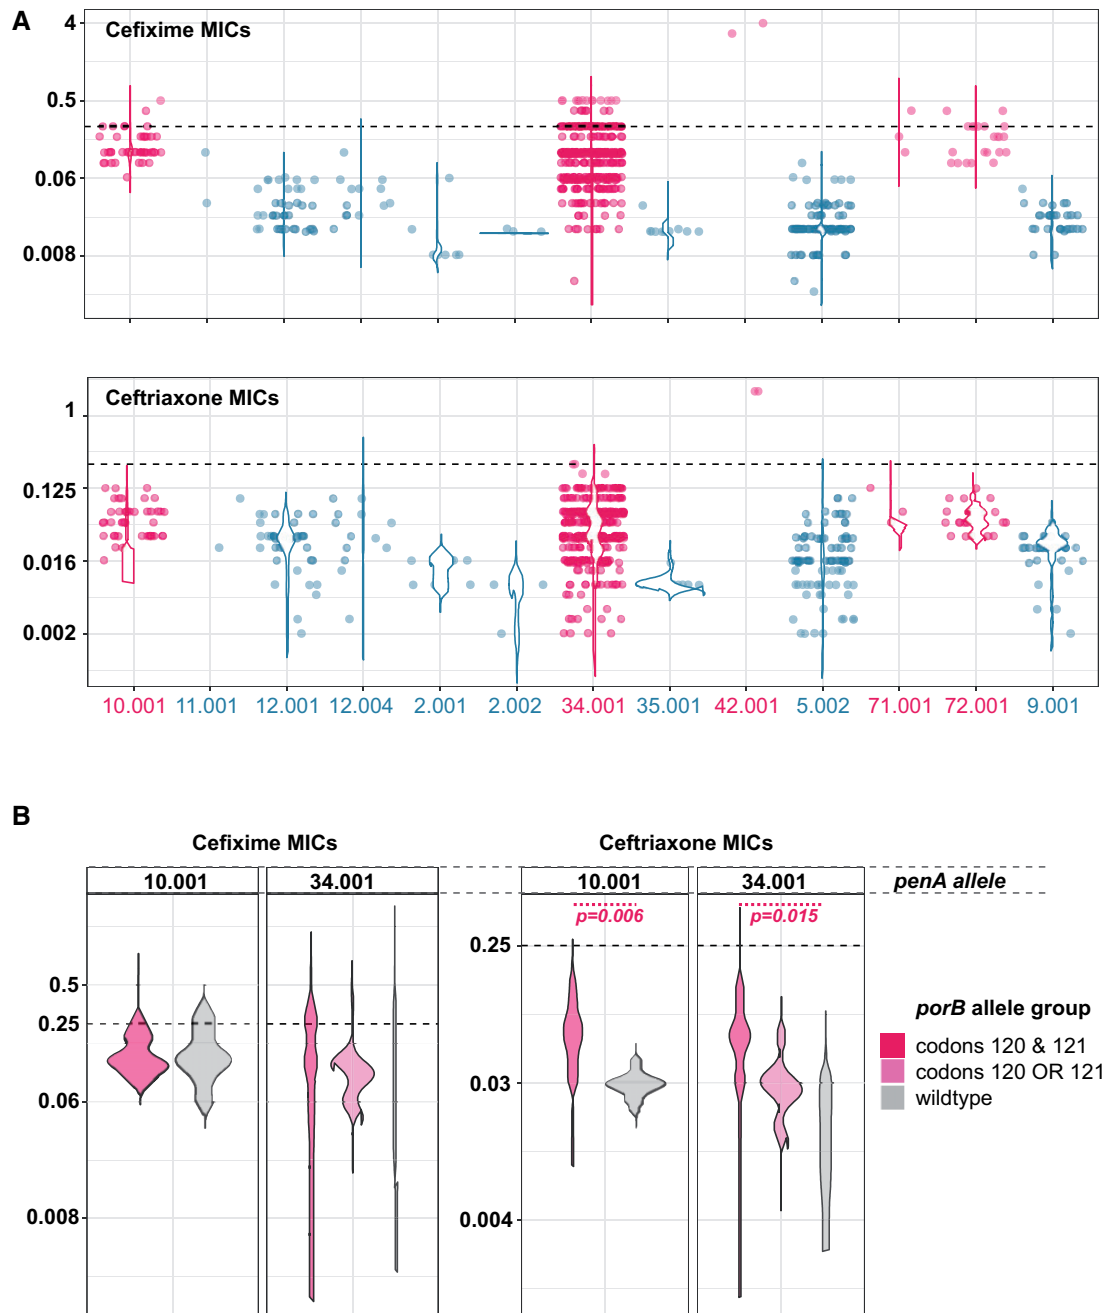 A
Cefixime MICs
4
0.5
0.06
0.008
Ceftriaxone MICs
1
0.125
0.016
0.002
10.001 11.001 12.001 12.004 2.001 2.002 34.001 35.001 42.001 5.002 71.001 72.001 9.001
B
Cefixime MICs Ceftriaxone MICs
10.001 34.001 10.001 34.001 penA allele
p=0.006 p=0.015
0.5
0.25
0.06
0.008
0.25
0.03
0.004
porB allele group
codons 120 & 121
codons 120 OR 121
wildtype